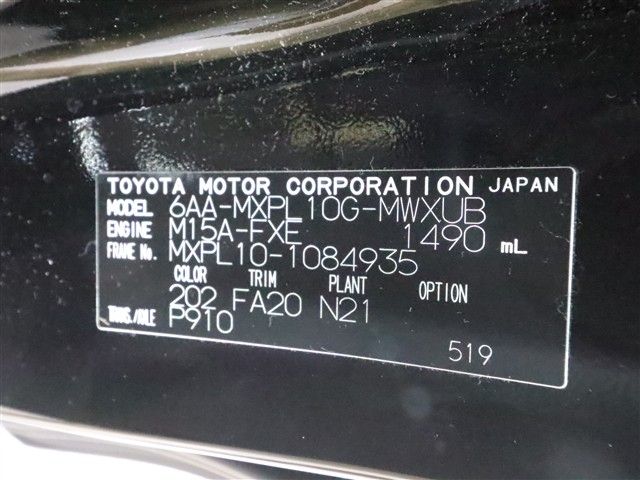 TOYOTA MOTOR CORPORATION JAPAN
MODEL 6AA-MXPL10G-MWXUB
ENGINE M15A-FXE 1490 mL
FRAME No. MXPL10-1084935
COLOR TRIM PLANT OPTION
202 FA20 N21
TRANS./AXLE P910
519